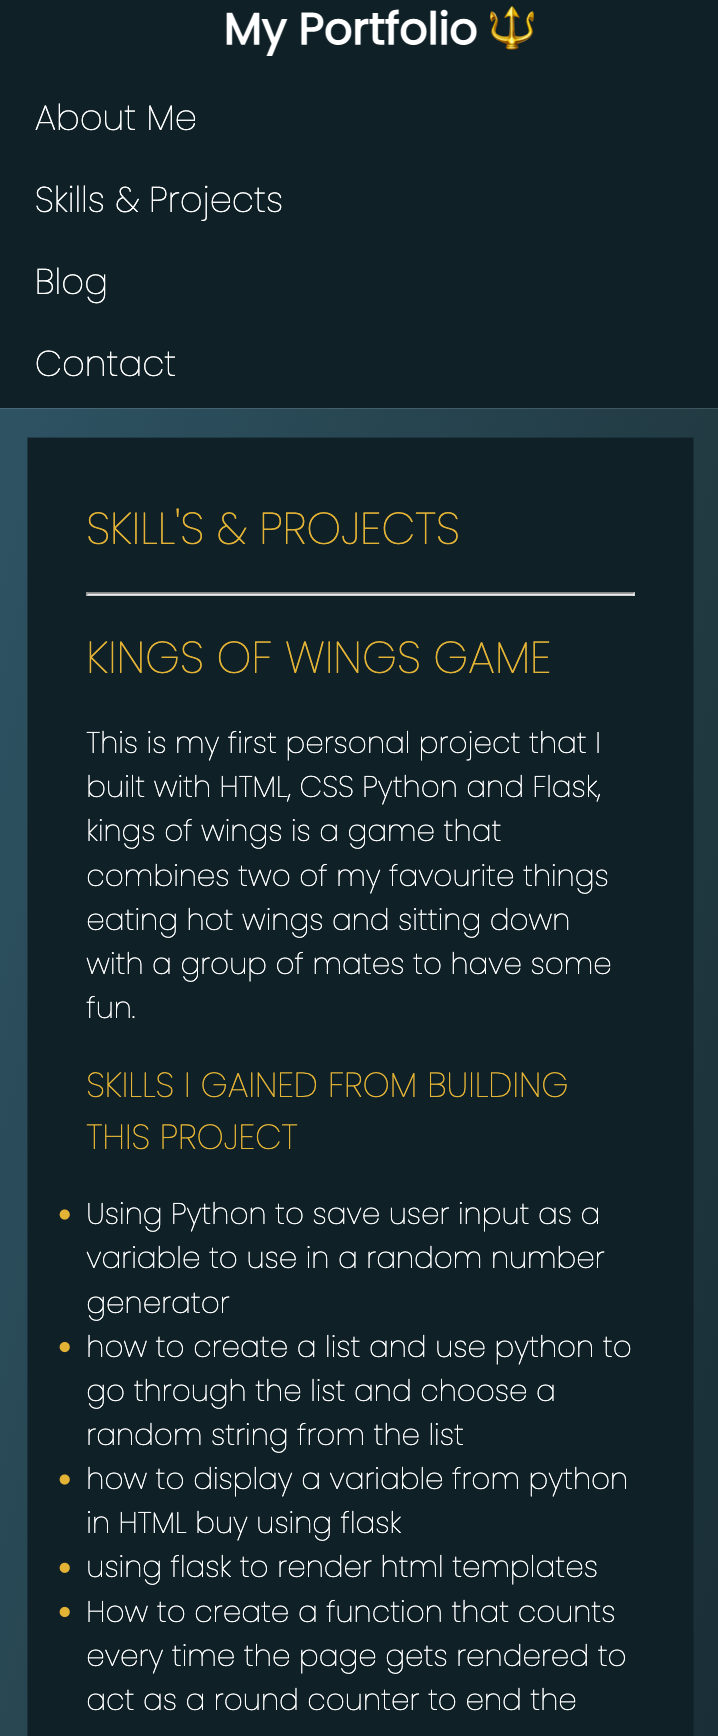 My Portfolio 🔱
About Me
Skills & Projects
Blog
Contact
SKILL'S & PROJECTS
KINGS OF WINGS GAME
This is my first personal project that I
built with HTML, CSS Python and Flask,
kings of wings is a game that
combines two of my favourite things
eating hot wings and sitting down
with a group of mates to have some
fun.
SKILLS I GAINED FROM BUILDING
THIS PROJECT
Using Python to save user input as a
variable to use in a random number
generator
how to create a list and use python to
go through the list and choose a
random string from the list
how to display a variable from python
in HTML buy using flask
using flask to render html templates
How to create a function that counts
every time the page gets rendered to
act as a round counter to end the